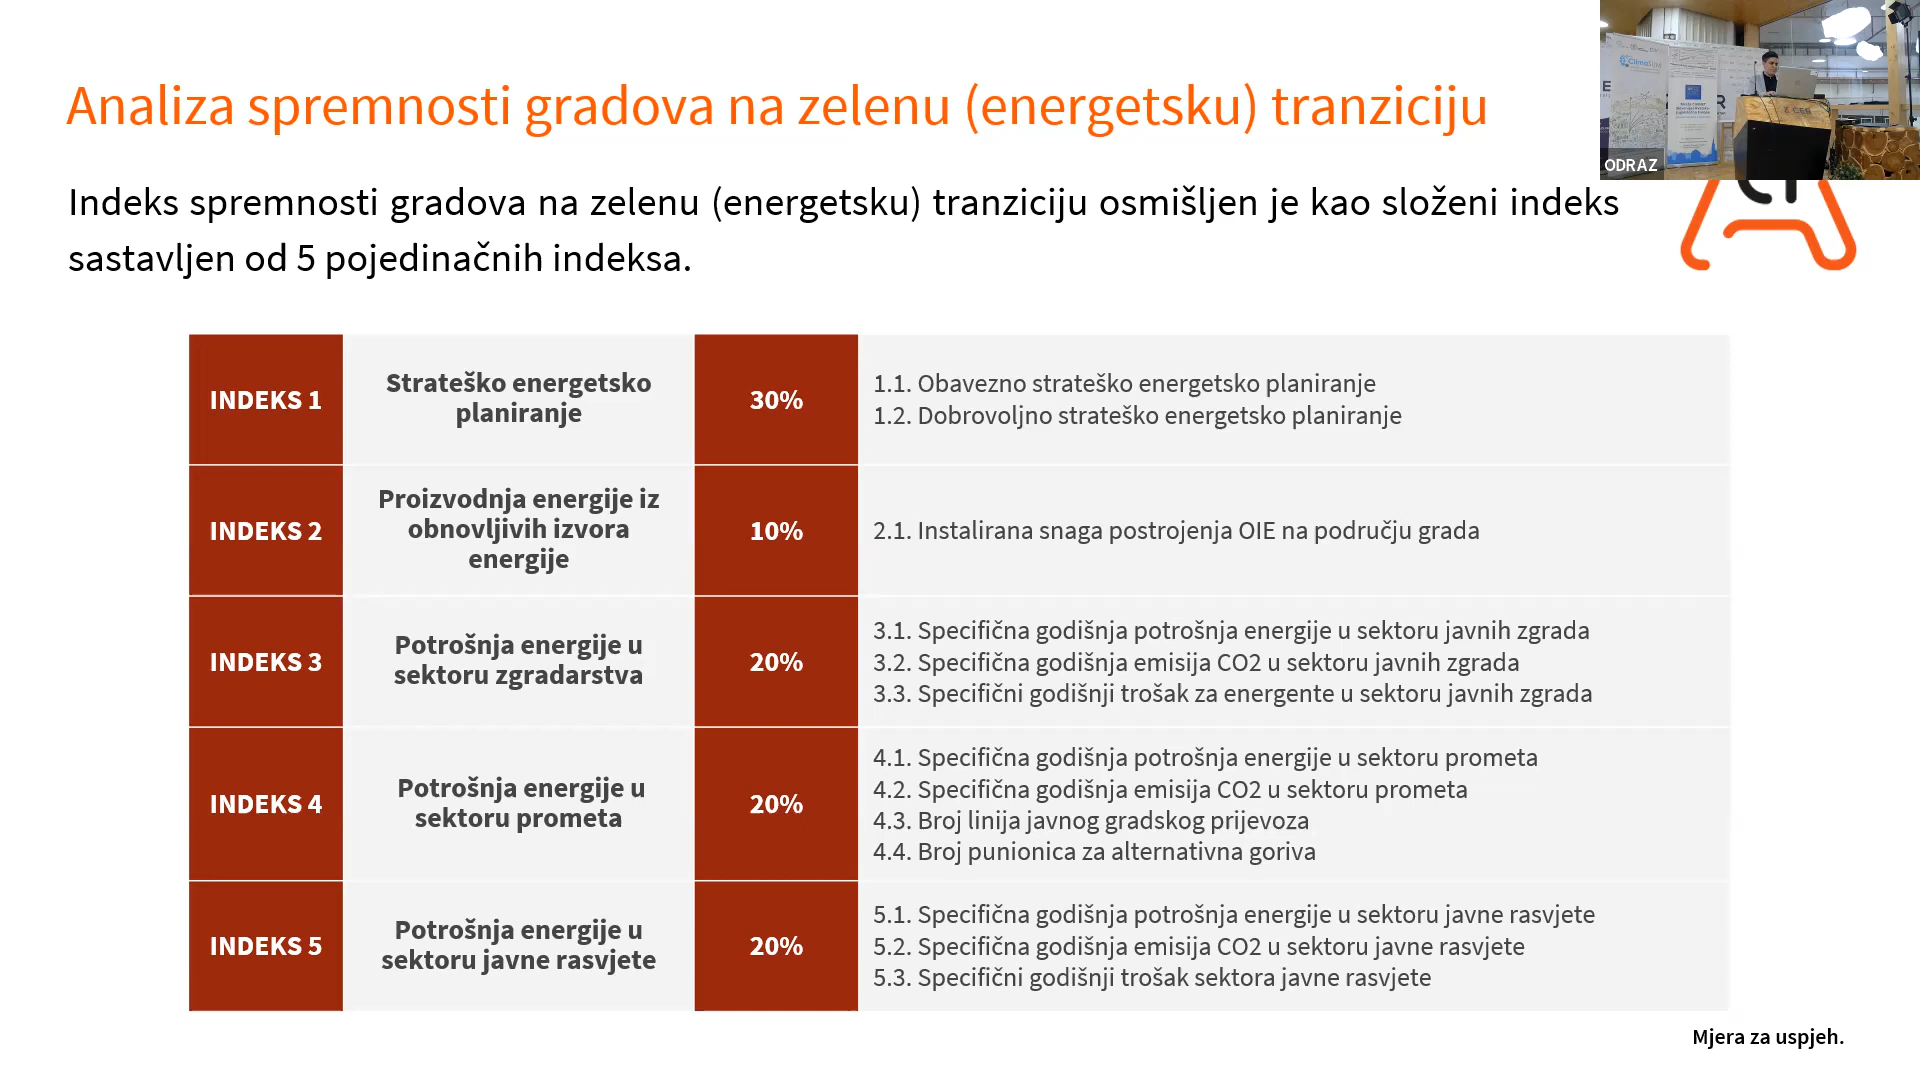 Analiza spremnosti gradova na zelenu (energetsku) tranziciju
ODRAZ
Indeks spremnosti gradova na zelenu (energetsku) tranziciju osmišljen je kao složeni indeks
sastavljen od 5 pojedinačnih indeksa.
INDEKS 1
Strateško energetsko
planiranje
30%
1.1. Obavezno strateško energetsko planiranje
1.2. Dobrovoljno strateško energetsko planiranje
INDEKS 2
Proizvodnja energije iz
obnovljivih izvora
energije
10%
2.1. Instalirana snaga postrojenja OIE na području grada
INDEKS 3
Potrošnja energije u
sektoru zgradarstva
20%
3.1. Specifična godišnja potrošnja energije u sektoru javnih zgrada
3.2. Specifična godišnja emisija CO2 u sektoru javnih zgrada
3.3. Specifični godišnji trošak za energente u sektoru javnih zgrada
INDEKS 4
Potrošnja energije u
sektoru prometa
20%
4.1. Specifična godišnja potrošnja energije u sektoru prometa
4.2. Specifična godišnja emisija CO2 u sektoru prometa
4.3. Broj linija javnog gradskog prijevoza
4.4. Broj punionica za alternativna goriva
INDEKS 5
Potrošnja energije u
sektoru javne rasvjete
20%
5.1. Specifična godišnja potrošnja energije u sektoru javne rasvjete
5.2. Specifična godišnja emisija CO2 u sektoru javne rasvjete
5.3. Specifični godišnji trošak sektora javne rasvjete
Mjera za uspjeh.